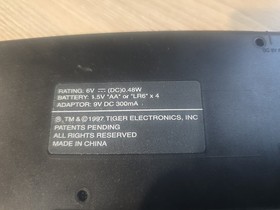 RATING: 6V ⎓ (DC)0.48W
BATTERY: 1.5V "AA" or "LR6" x 4
ADAPTOR: 9V DC 300mA
®, TM & © 1997 TIGER ELECTRONICS, INC
PATENTS PENDING
ALL RIGHTS RESERVED
MADE IN CHINA